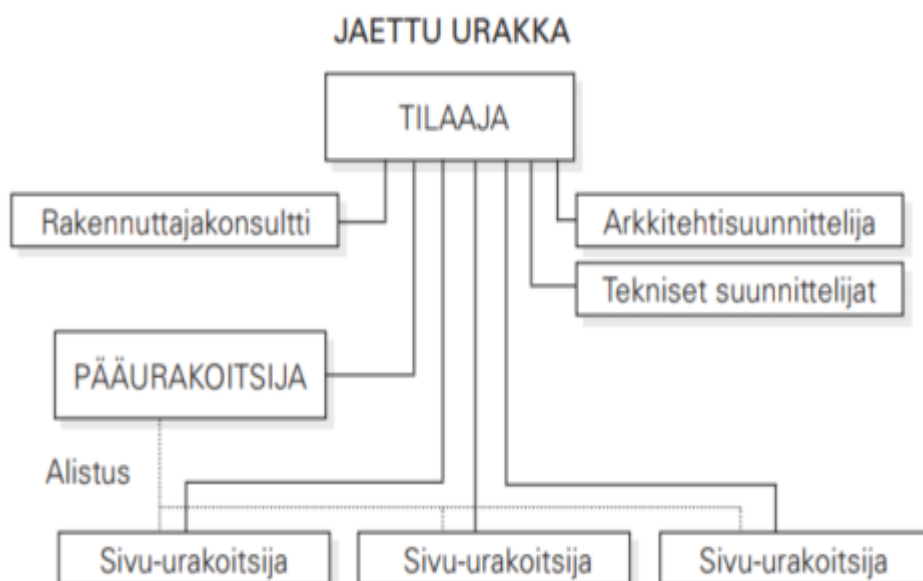 JAETTU URAKKA
TILAAJA
Rakennuttajakonsultti
Arkkitehtisuunnittelija
Tekniset suunnittelijat
PÄÄURAKOITSIJA
Alistus
Sivu-urakoitsija
Sivu-urakoitsija
Sivu-urakoitsija